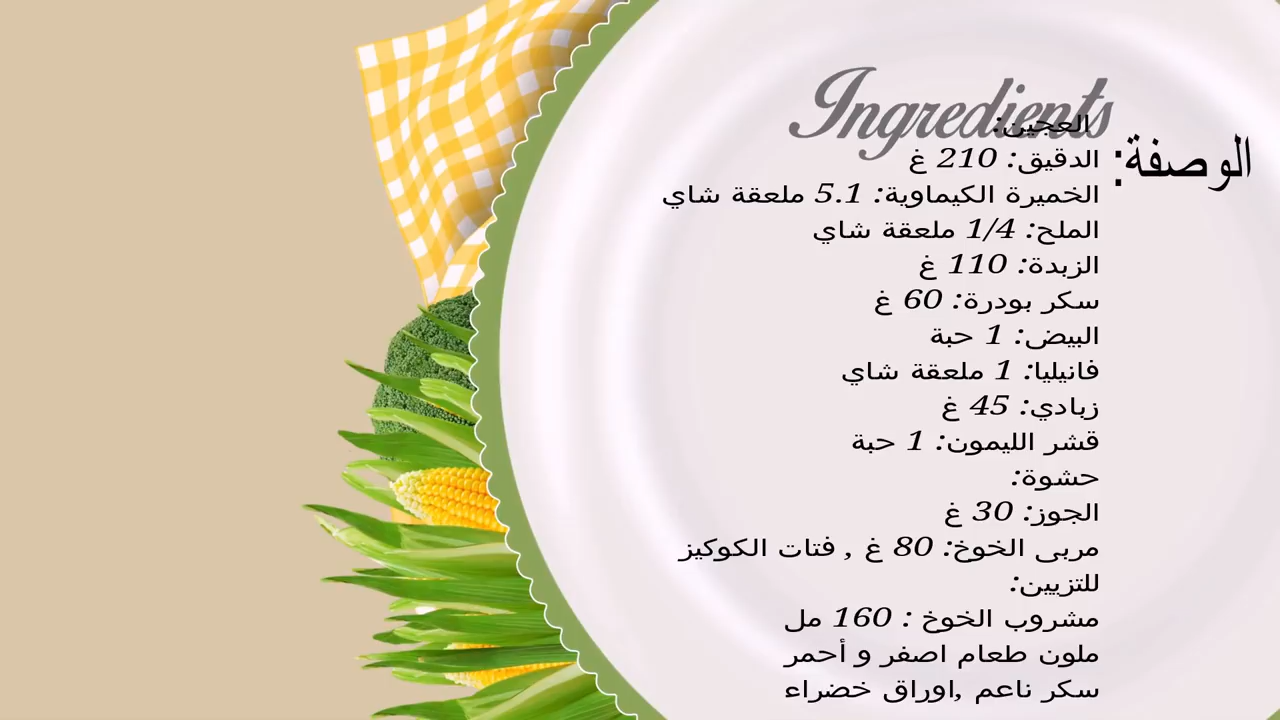 Ingredients
الوصفة:
العجين:
الدقيق: 210 غ
الخميرة الكيماوية: 5.1 ملعقة شاي
الملح: 1/4 ملعقة شاي
الزبدة: 110 غ
سكر بودرة: 60 غ
البيض: 1 حبة
فانيليا: 1 ملعقة شاي
زبادي: 45 غ
قشر الليمون: 1 حبة
حشوة:
الجوز: 30 غ
مربى الخوخ: 80 غ , فتات الكوكيز
للتزيين:
مشروب الخوخ : 160 مل
ملون طعام اصفر و أحمر
سكر ناعم ,اوراق خضراء